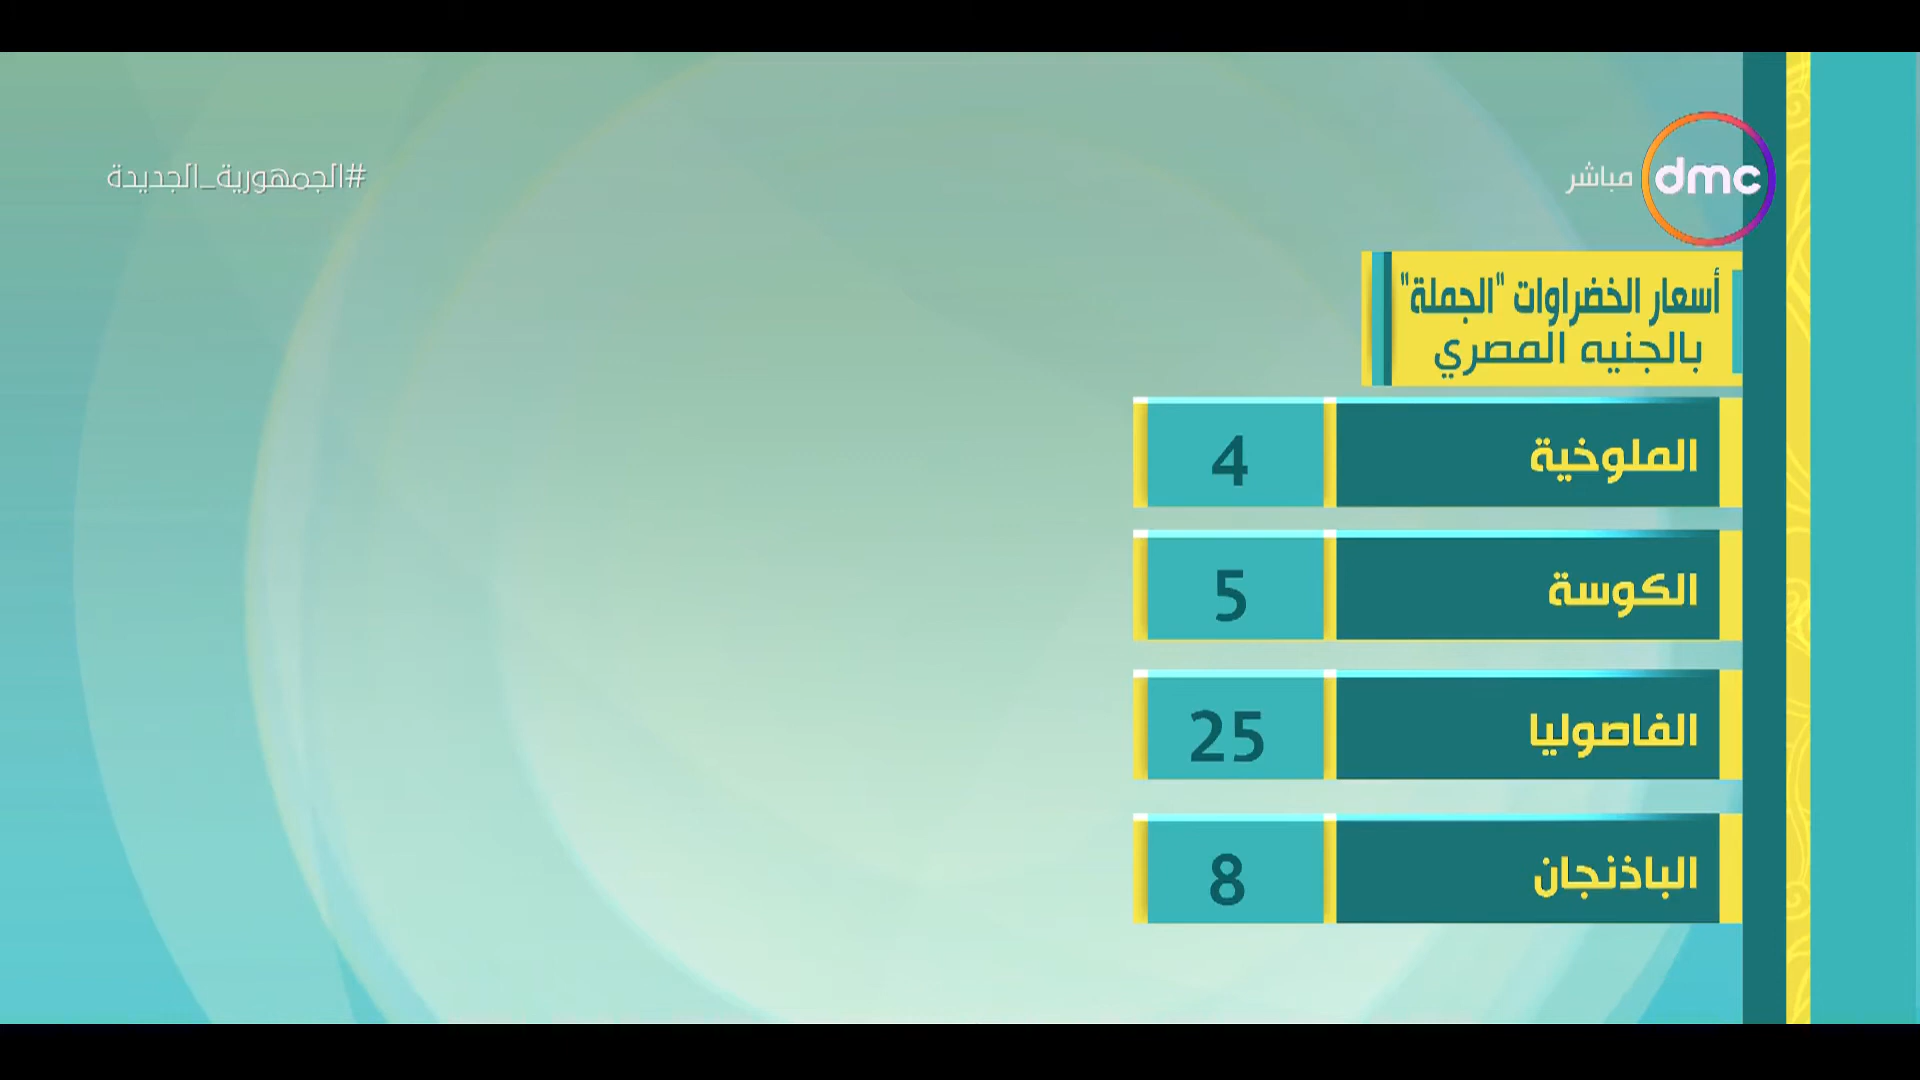 #الجمهورية_الجديدة
مباشر
dmc
أسعار الخضراوات "الجملة"
بالجنيه المصري
الملوخية 4
الكوسة 5
الفاصوليا 25
الباذنجان 8